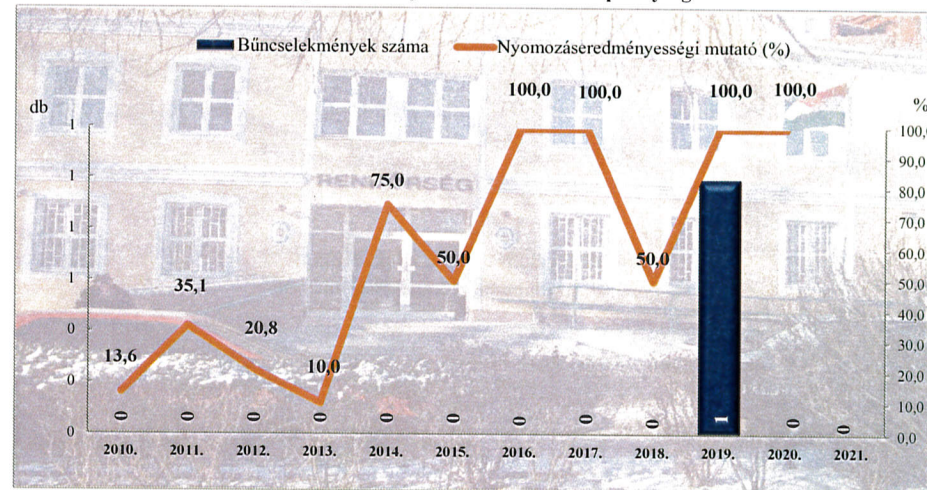 Bűncselekmények száma Nyomozáseredményességi mutató (%)
db %
100,0 100,0 100,0 100,0
1 100,0
90,0
1 80,0
RENDŐRSÉG
75,0
1 70,0
60,0
50,0 50,0
1 50,0
35,1
40,0
0 30,0
20,8
13,6 10,0
0 20,0
10,0
0 0 0 0 0 0 0 0 0 1 0 0
0 0,0
2010. 2011. 2012. 2013. 2014. 2015. 2016. 2017. 2018. 2019. 2020. 2021.